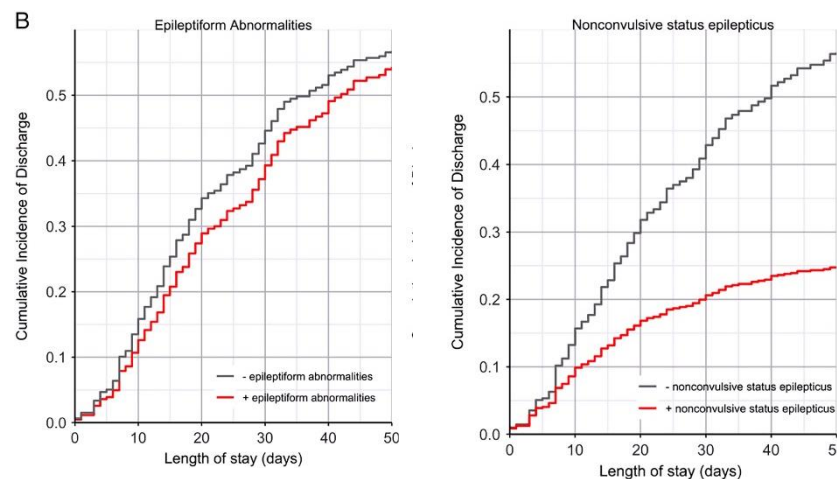 B
Epileptiform Abnormalities
Cumulative Incidence of Discharge
0.5
0.4
0.3
0.2
0.1
0.0
- epileptiform abnormalities
+ epileptiform abnormalities
0 10 20 30 40 50
Length of stay (days)
Nonconvulsive status epilepticus
Cumulative Incidence of Discharge
0.5
0.4
0.3
0.2
0.1
0.0
- nonconvulsive status epilepticus
+ nonconvulsive status epilepticus
0 10 20 30 40 5
Length of stay (days)